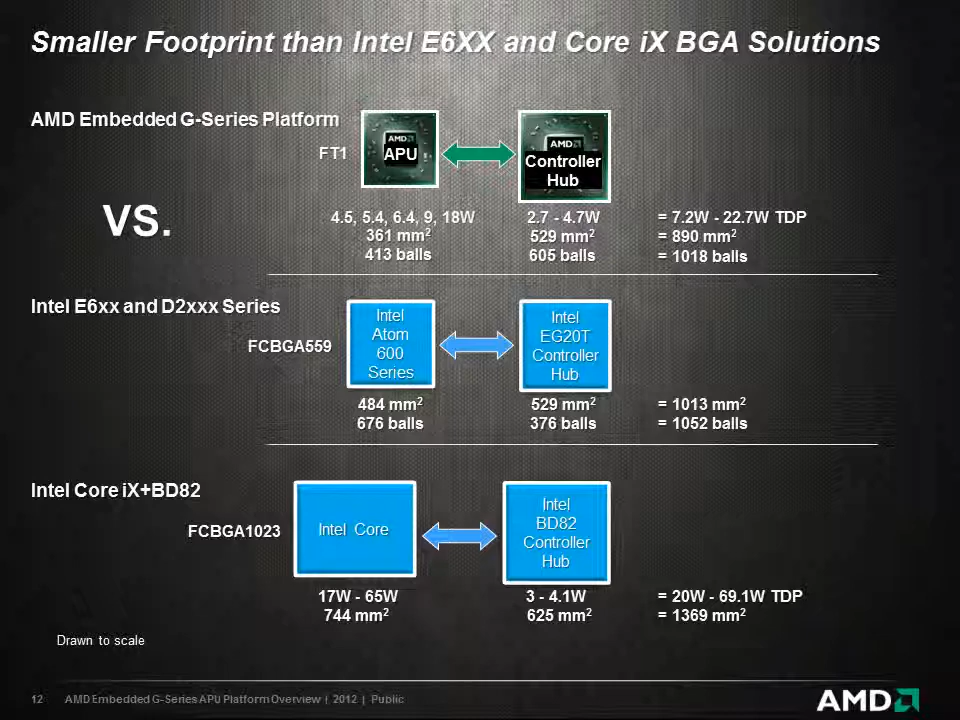 Smaller Footprint than Intel E6XX and Core iX BGA Solutions
AMD Embedded G-Series Platform
FT1
AMD
APU
AMD
Controller
Hub
VS.
4.5, 5.4, 6.4, 9, 18W
361 mm²
413 balls
2.7 - 4.7W
529 mm²
605 balls
= 7.2W - 22.7W TDP
= 890 mm²
= 1018 balls
Intel E6xx and D2xxx Series
FCBGA559
Intel
Atom
600
Series
Intel
EG20T
Controller
Hub
484 mm²
676 balls
529 mm²
376 balls
= 1013 mm²
= 1052 balls
Intel Core iX+BD82
FCBGA1023
Intel Core
Intel
BD82
Controller
Hub
17W - 65W
744 mm²
3 - 4.1W
625 mm²
= 20W - 69.1W TDP
= 1369 mm²
Drawn to scale
12 AMD Embedded G-Series APU Platform Overview | 2012 | Public
AMD